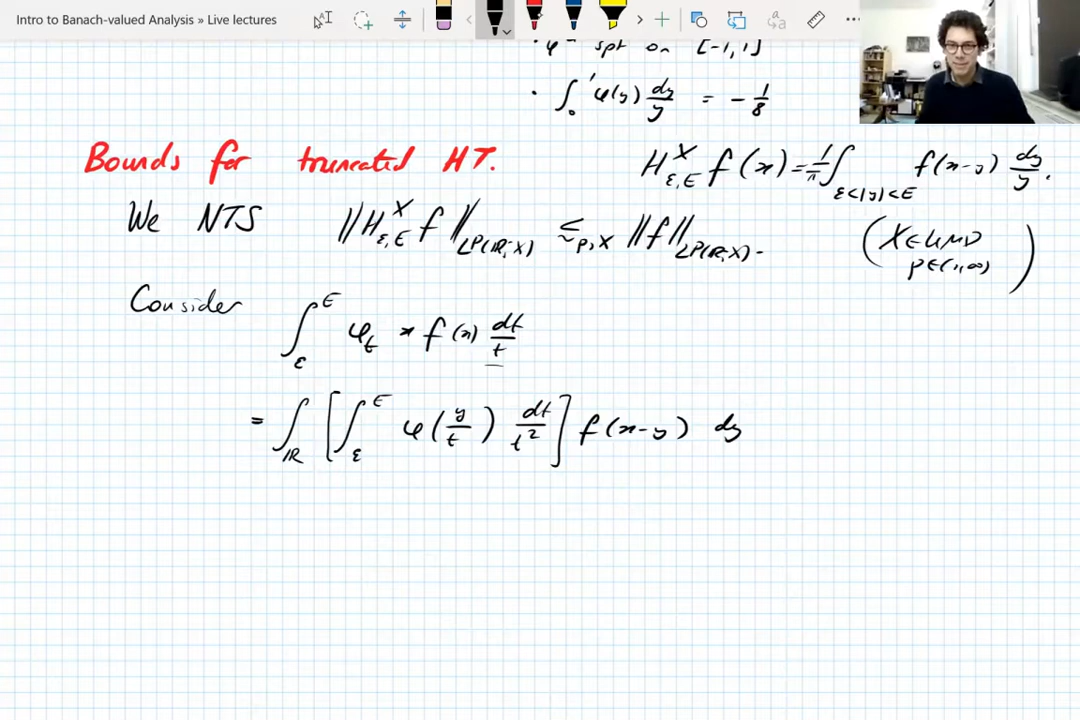 Intro to Banach-valued Analysis » Live lectures
• φ spt on [-1, 1]
• ∫₀¹ φ(y) dy/y = -1/8
Bounds for truncated HT. H^X_{ε,E} f(x) = 1/π ∫_{ε<|y|<E} f(x-y) dy/y.
We NTS ‖H^X_{ε,E} f‖_{L^p(ℝ;X)} ≲_{p,X} ‖f‖_{L^p(ℝ;X)}. (X ∈ UMD p∈(1,∞))
Consider ∫_ε^E φ_t * f(x) dt/t
= ∫_ℝ [∫_ε^E φ(y/t) dt/t²] f(x-y) dy